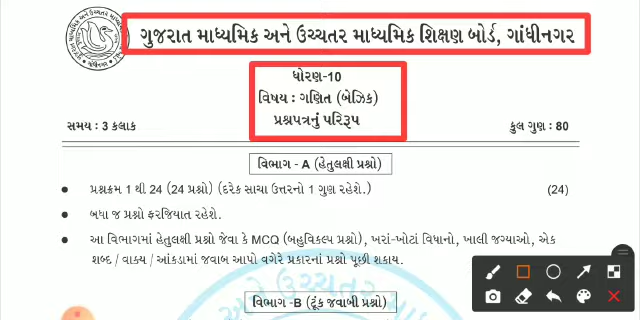 ગુજરાત માધ્યમિક અને ઉચ્ચતર માધ્યમિક શિક્ષણ બોર્ડ, ગાંધીનગર
ધોરણ-10
વિષય : ગણિત (બેઝિક)
પ્રશ્નપત્રનું પરિરૂપ
સમય : 3 કલાક
કુલ ગુણ : 80
વિભાગ - A (હેતુલક્ષી પ્રશ્નો)
• પ્રશ્નક્રમ 1 થી 24 (24 પ્રશ્નો) (દરેક સાચા ઉત્તરનો 1 ગુણ રહેશે.) (24)
• બધા જ પ્રશ્નો ફરજિયાત રહેશે.
• આ વિભાગમાં હેતુલક્ષી પ્રશ્નો જેવા કે MCQ (બહુવિકલ્પ પ્રશ્નો), ખરાં-ખોટાં વિધાનો, ખાલી જગ્યાઓ, એક
શબ્દ / વાક્ય / આંકડામાં જવાબ આપો વગેરે પ્રકારનાં પ્રશ્નો પૂછી શકાય.
વિભાગ -B (ટૂંક જવાબી પ્રશ્નો)